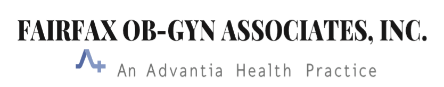 FAIRFAX OB-GYN ASSOCIATES, INC.
An Advantia Health Practice